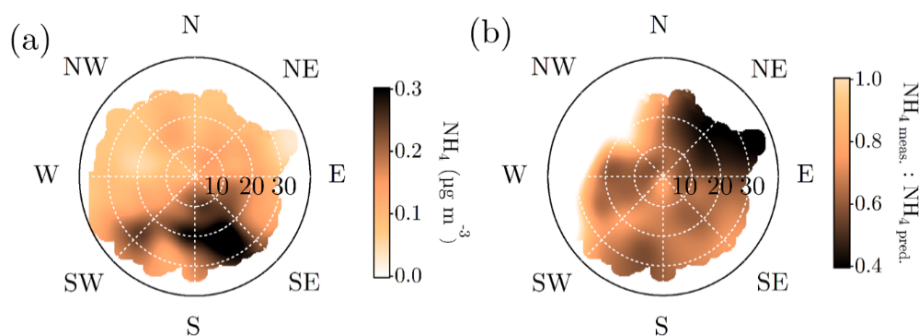 (a)
N
NW
NE
W
10 20 30
E
SW
SE
S
0.3
0.2
0.1
0.0
NH₄ (µg m⁻³)
(b)
N
NW
NE
W
10 20 30
E
SW
SE
S
1.0
0.8
0.6
0.4
NH₄ meas. : NH₄ pred.